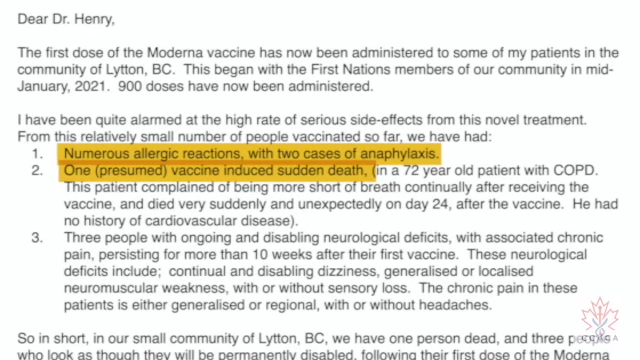 Dear Dr. Henry,
The first dose of the Moderna vaccine has now been administered to some of my patients in the
community of Lytton, BC. This began with the First Nations members of our community in mid-
January, 2021. 900 doses have now been administered.
I have been quite alarmed at the high rate of serious side-effects from this novel treatment.
From this relatively small number of people vaccinated so far, we have had:
1. Numerous allergic reactions, with two cases of anaphylaxis.
2. One (presumed) vaccine induced sudden death, (in a 72 year old patient with COPD.
This patient complained of being more short of breath continually after receiving the
vaccine, and died very suddenly and unexpectedly on day 24, after the vaccine. He had
no history of cardiovascular disease).
3. Three people with ongoing and disabling neurological deficits, with associated chronic
pain, persisting for more than 10 weeks after their first vaccine. These neurological
deficits include; continual and disabling dizziness, generalised or localised
neuromuscular weakness, with or without sensory loss. The chronic pain in these
patients is either generalised or regional, with or without headaches.
So in short, in our small community of Lytton, BC, we have one person dead, and three people
who look as though they will be permanently disabled, following their first dose of the Moderna